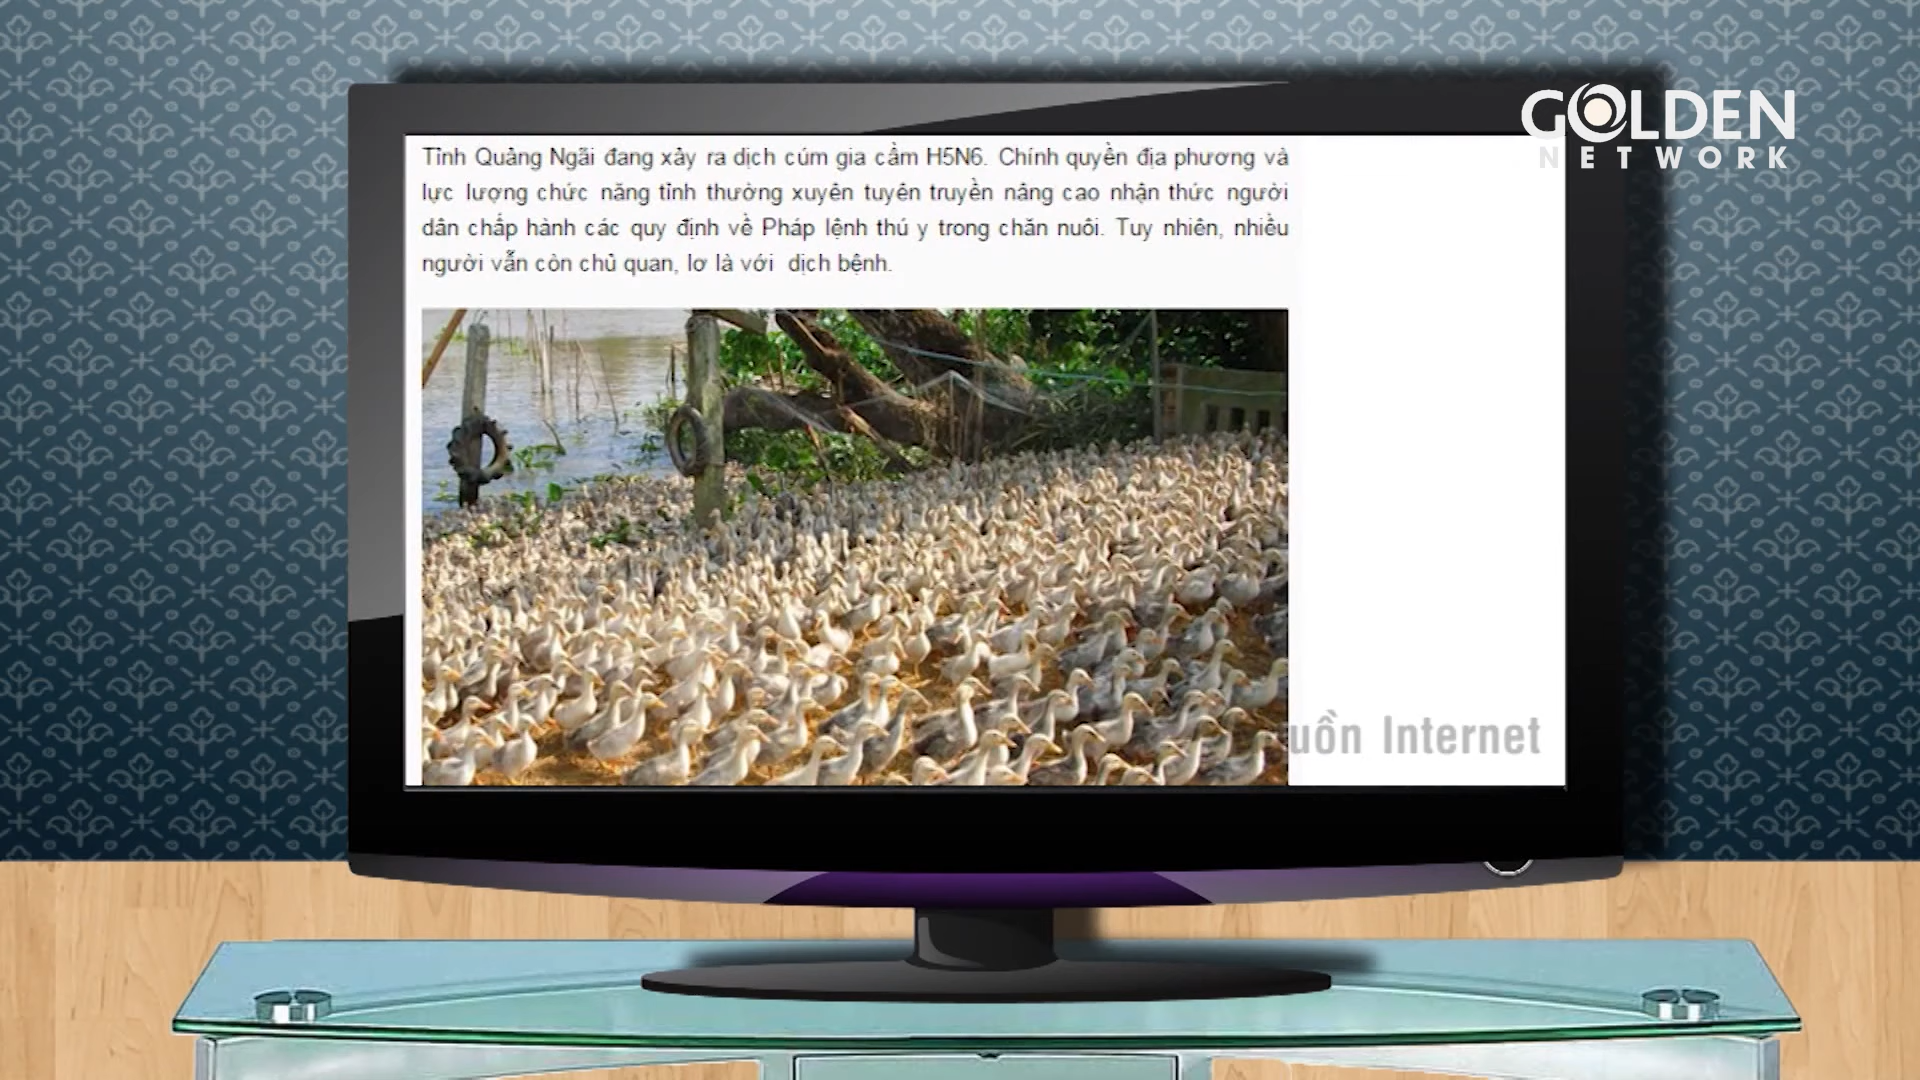 GOLDEN
NETWORK
Tỉnh Quảng Ngãi đang xảy ra dịch cúm gia cầm H5N6. Chính quyền địa phương và
lực lượng chức năng tỉnh thường xuyên tuyên truyền nâng cao nhận thức người
dân chấp hành các quy định về Pháp lệnh thú y trong chăn nuôi. Tuy nhiên, nhiều
người vẫn còn chủ quan, lơ là với dịch bệnh.
uồn Internet